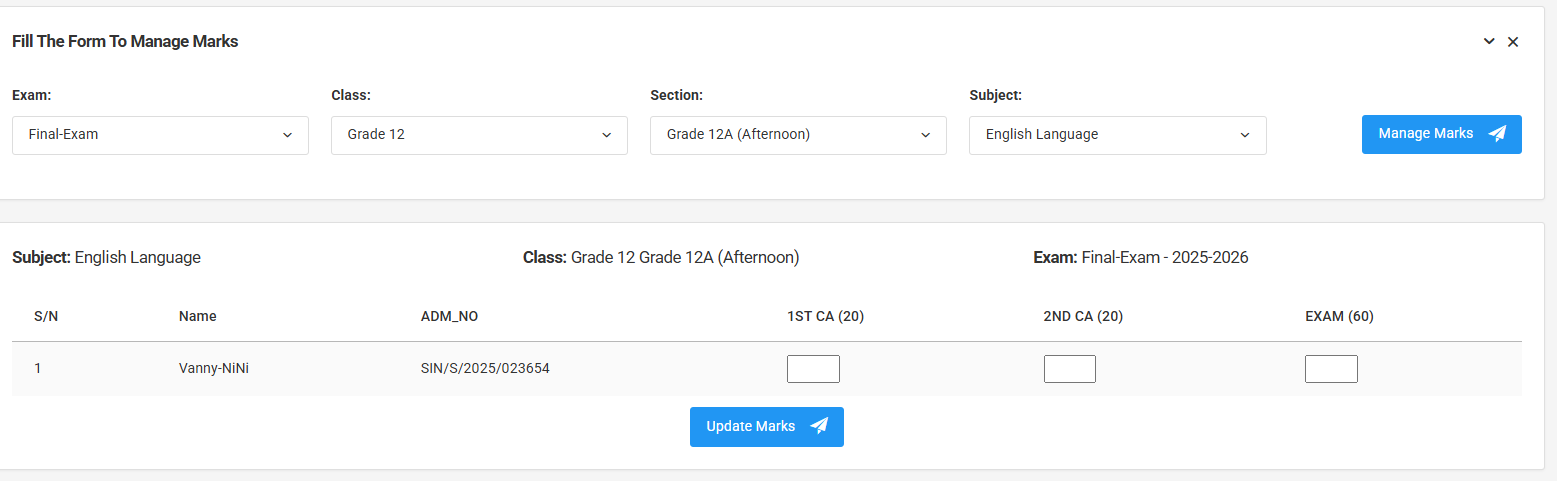 Fill The Form To Manage Marks
Exam: Class: Section: Subject:
Final-Exam Grade 12 Grade 12A (Afternoon) English Language Manage Marks
Subject: English Language Class: Grade 12 Grade 12A (Afternoon) Exam: Final-Exam - 2025-2026
S/N Name ADM_NO 1ST CA (20) 2ND CA (20) EXAM (60)
1 Vanny-NiNi SIN/S/2025/023654
Update Marks